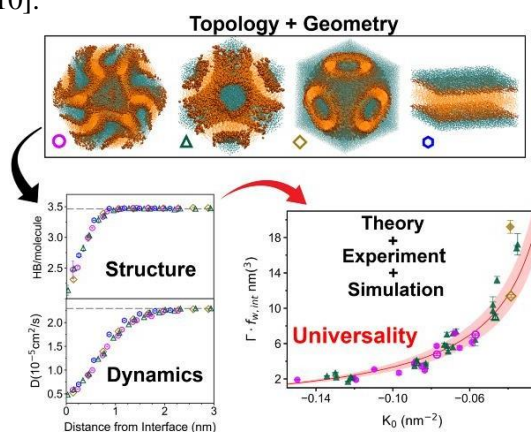 10].
Topology + Geometry
HB/molecule
3.5
3.0
2.5
Structure
D(10⁻⁵cm²/s)
2.0
1.5
1.0
0.5
Dynamics
0 1 2 3
Distance from Interface (nm)
Γ · f_w,int nm(³)
18
14
10
6
2
Theory
+
Experiment
+
Simulation
Universality
−0.14 −0.10 −0.06
K₀ (nm⁻²)